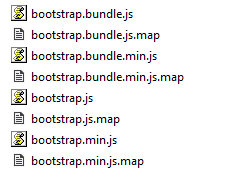 bootstrap.bundle.js
bootstrap.bundle.js.map
bootstrap.bundle.min.js
bootstrap.bundle.min.js.map
bootstrap.js
bootstrap.js.map
bootstrap.min.js
bootstrap.min.js.map